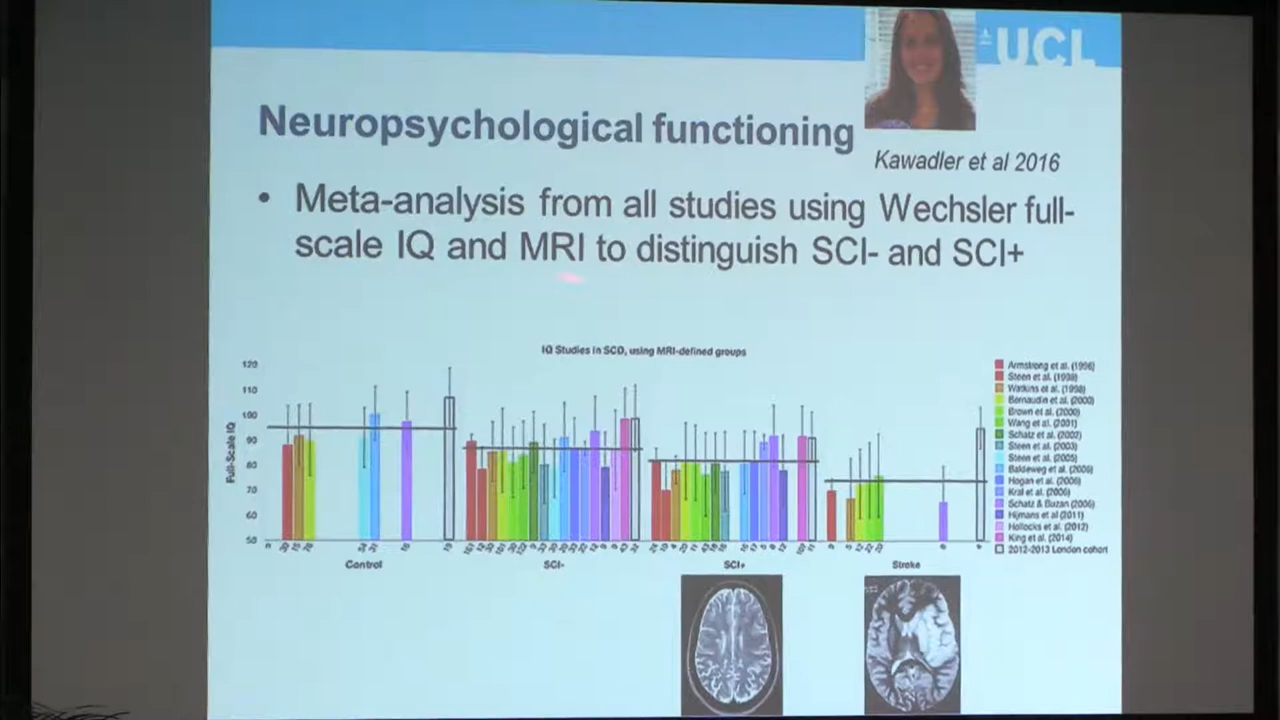 UCL
Neuropsychological functioning
Kawadler et al 2016
• Meta-analysis from all studies using Wechsler full-
scale IQ and MRI to distinguish SCI- and SCI+
IQ Studies in SCD, using MRI-defined groups
Full-Scale IQ
120
110
100
90
80
70
60
50
Control
SCI-
SCI+
Stroke
Armstrong et al. (1996)
Steen et al. (1998)
Watkins et al. (1998)
Bernaudin et al. (2000)
Brown et al. (2000)
Wang et al. (2001)
Schatz et al. (2002)
Steen et al. (2003)
Steen et al. (2005)
Baldeweg et al. (2006)
Hogan et al. (2006)
Kral et al. (2006)
Schatz & Buzan (2006)
Hijmans et al (2011)
Hollocks et al. (2012)
King et al. (2014)
2012-2013 London cohort